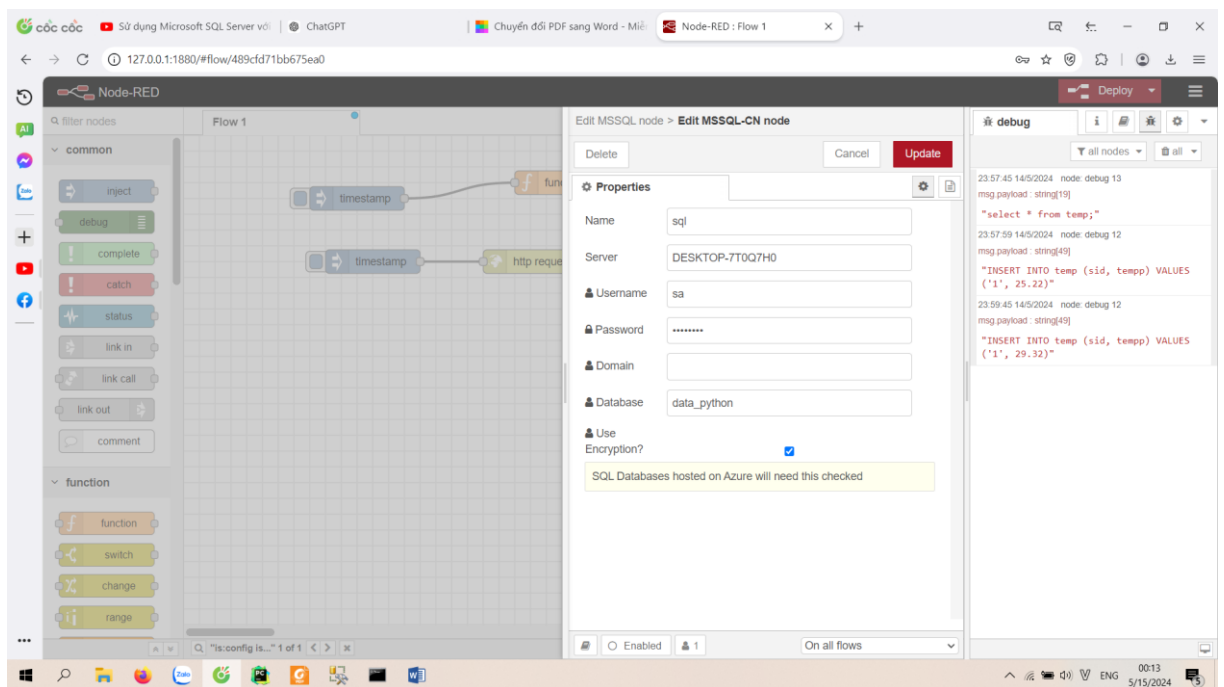 cốc cốc
Sử dụng Microsoft SQL Server với
ChatGPT
Chuyển đổi PDF sang Word - Miễ
Node-RED : Flow 1
127.0.0.1:1880/#flow/489cfd71bb675ea0
Node-RED
Deploy
filter nodes
Flow 1
Edit MSSQL node > Edit MSSQL-CN node
debug
common
Delete
Cancel
Update
all nodes
all
inject
timestamp
func
Properties
23:57:45 14/5/2024 node: debug 13
msg.payload : string[19]
"select * from temp;"
debug
Name
sql
23:57:59 14/5/2024 node: debug 12
msg.payload : string[49]
"INSERT INTO temp (sid, tempp) VALUES
('1', 25.22)"
complete
timestamp
http reque
Server
DESKTOP-7T0Q7H0
catch
Username
sa
23:59:45 14/5/2024 node: debug 12
msg.payload : string[49]
"INSERT INTO temp (sid, tempp) VALUES
('1', 29.32)"
status
Password
••••••••
link in
Domain
link call
Database
data_python
link out
Use
Encryption?
comment
SQL Databases hosted on Azure will need this checked
function
function
switch
change
range
"is:config is..." 1 of 1
Enabled
1
On all flows
AI
Zalo
Zalo
PC
ENG
00:13
5/15/2024
5